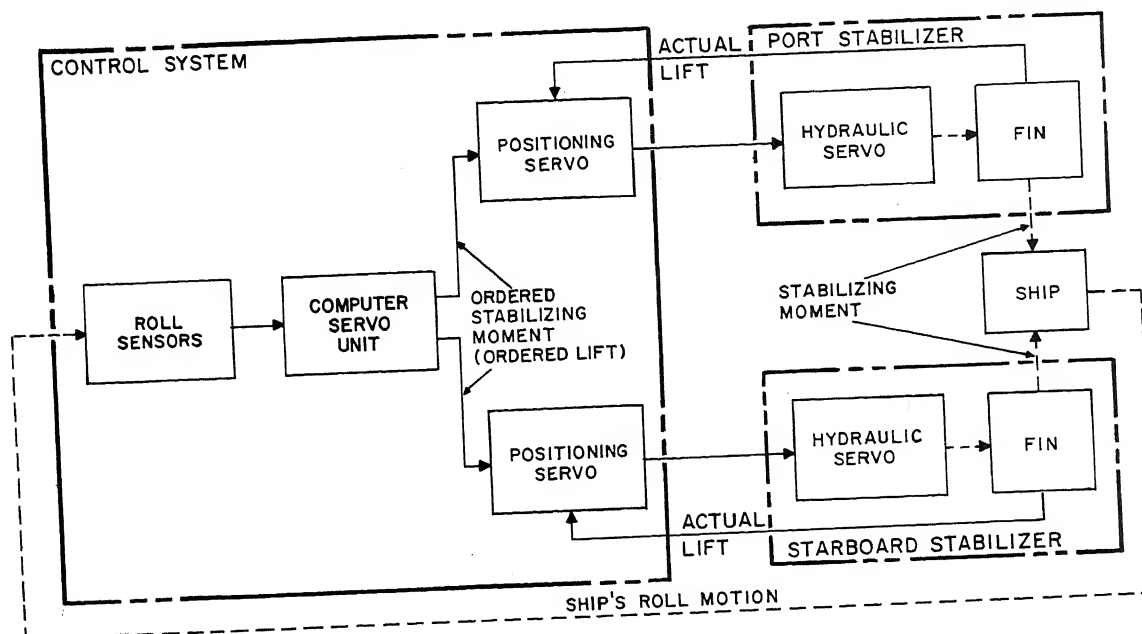 CONTROL SYSTEM
ACTUAL
LIFT
PORT STABILIZER
POSITIONING
SERVO
HYDRAULIC
SERVO
FIN
ROLL
SENSORS
COMPUTER
SERVO
UNIT
ORDERED
STABILIZING
MOMENT
(ORDERED LIFT)
STABILIZING
MOMENT
SHIP
POSITIONING
SERVO
HYDRAULIC
SERVO
FIN
ACTUAL
LIFT
STARBOARD STABILIZER
SHIP'S ROLL MOTION